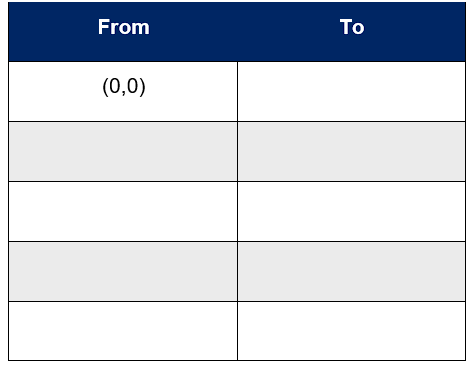 From To
(0,0)